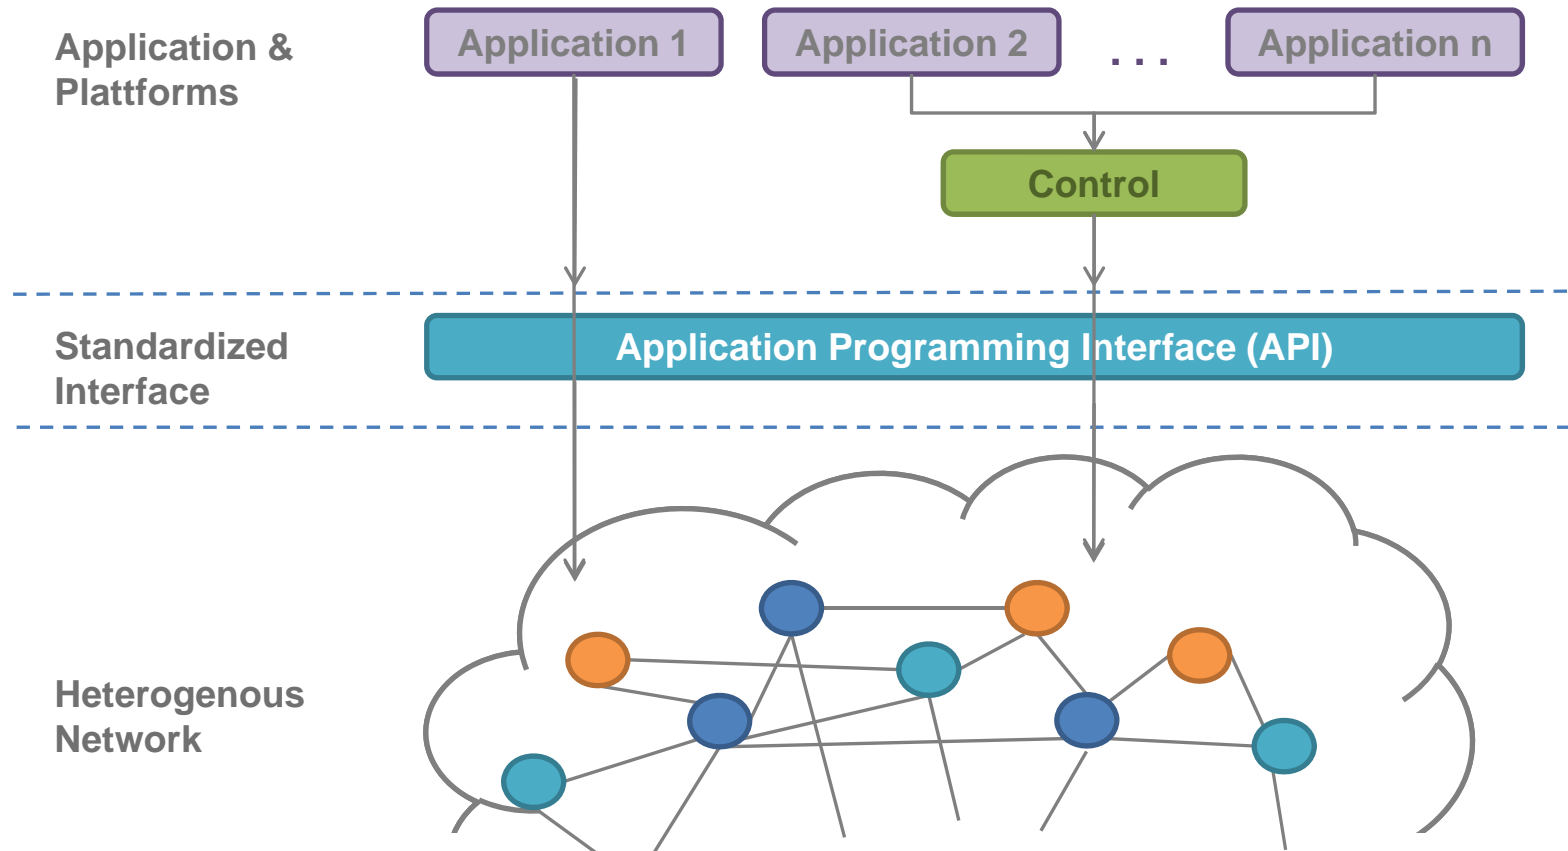 Application &
Plattforms
Application 1
Application 2
. . .
Application n
Control
Standardized
Interface
Application Programming Interface (API)
Heterogenous
Network